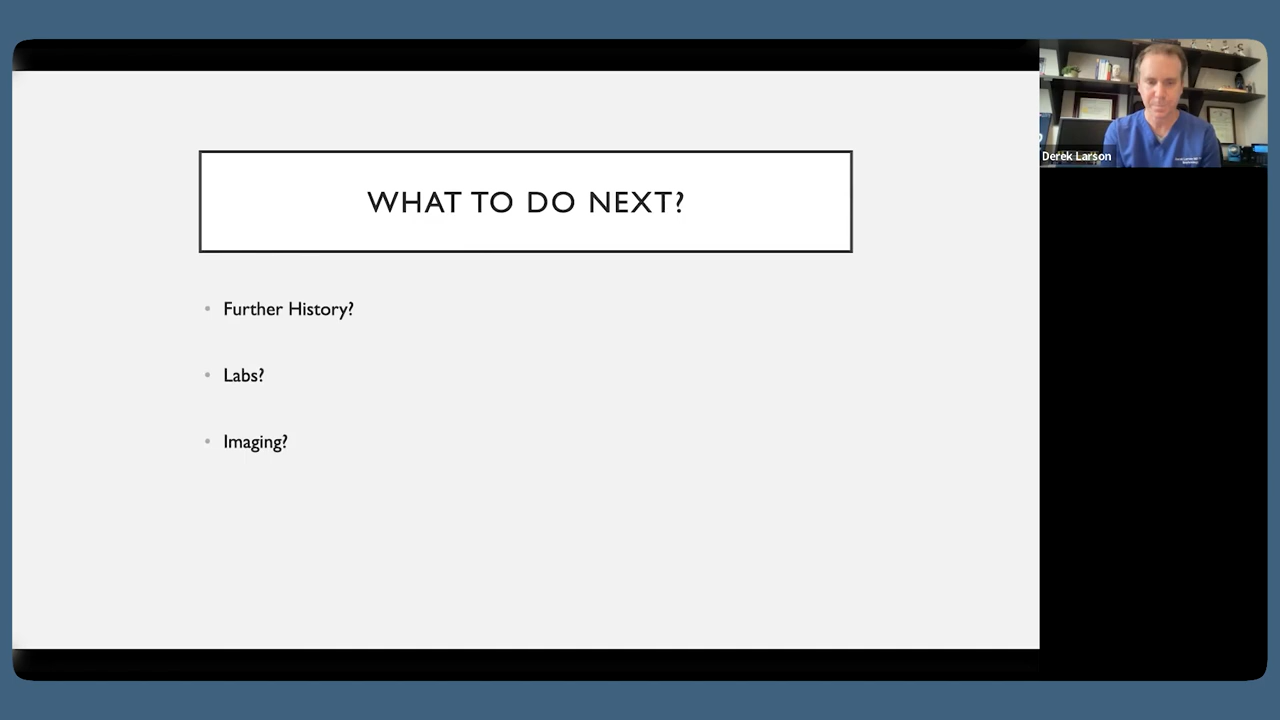 WHAT TO DO NEXT?
• Further History?
• Labs?
• Imaging?
Derek Larson